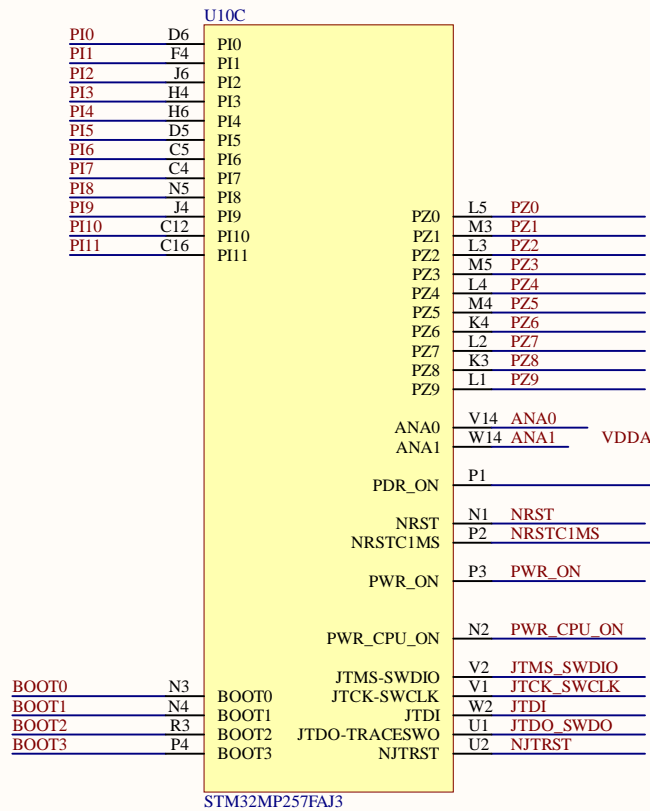 U10C
PI0 D6 PI0
PI1 F4 PI1
PI2 J6 PI2
PI3 H4 PI3
PI4 H6 PI4
PI5 D5 PI5
PI6 C5 PI6
PI7 C4 PI7
PI8 N5 PI8
PI9 J4 PI9
PI10 C12 PI10
PI11 C16 PI11
PZ0 L5 PZ0
PZ1 M3 PZ1
PZ2 L3 PZ2
PZ3 M5 PZ3
PZ4 L4 PZ4
PZ5 M4 PZ5
PZ6 K4 PZ6
PZ7 L2 PZ7
PZ8 K3 PZ8
PZ9 L1 PZ9
ANA0 V14 ANA0
ANA1 W14 ANA1 VDDA
PDR_ON P1
NRST N1 NRST
NRSTC1MS P2 NRSTC1MS
PWR_ON P3 PWR_ON
PWR_CPU_ON N2 PWR_CPU_ON
JTMS-SWDIO V2 JTMS_SWDIO
BOOT0 N3 BOOT0 JTCK-SWCLK V1 JTCK_SWCLK
BOOT1 N4 BOOT1 JTDI W2 JTDI
BOOT2 R3 BOOT2 JTDO-TRACESWO U1 JTDO_SWDO
BOOT3 P4 BOOT3 NJTRST U2 NJTRST
STM32MP257FAJ3